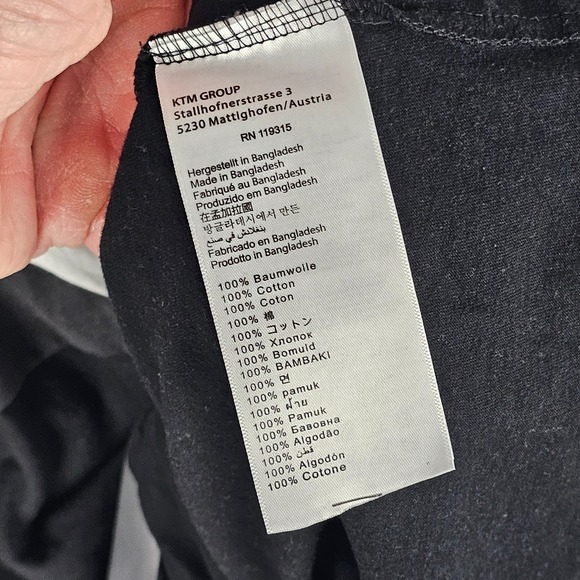 KTM GROUP
Stallhofnerstrasse 3
5230 Mattighofen/Austria
RN 119315
Hergestellt in Bangladesh
Made in Bangladesh
Fabriqué au Bangladesh
Produzido em Bangladesh
在孟加拉國
방글라데시에서 만든
بنغلاتش في صنع
Fabricado en Bangladesh
Prodotto in Bangladesh
100% Baumwolle
100% Cotton
100% Coton
100% 棉
100% コットン
100% Хлопок
100% Bomuld
100% BAMBAKI
100% 면
100% pamuk
100% ฝ้าย
100% Pamuk
100% Бавовна
100% Algodão
100% قطن
100% Algodón
100% Cotone